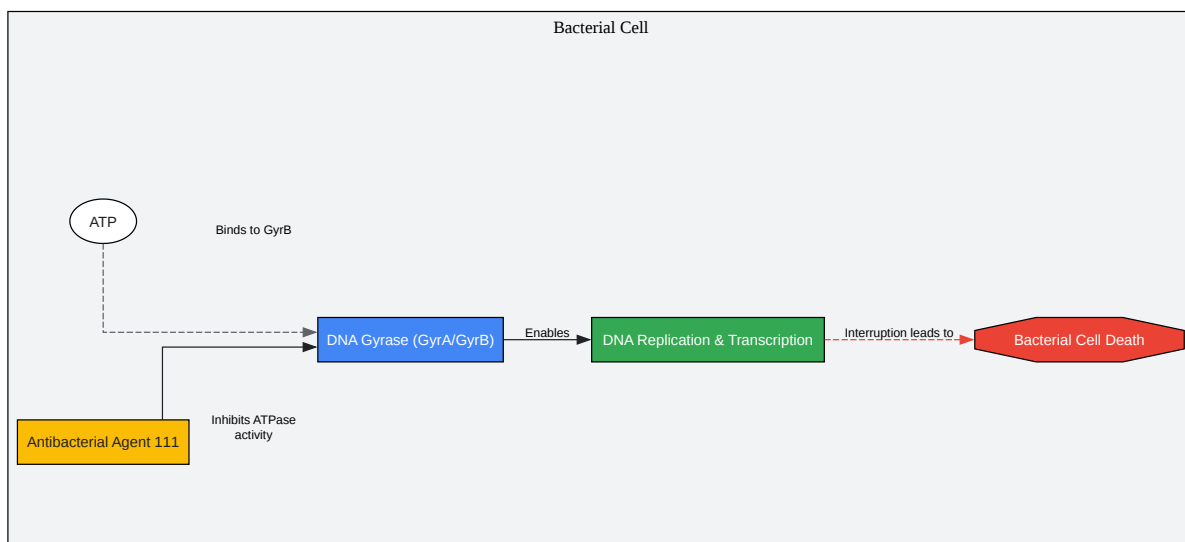 Bacterial Cell
ATP
Binds to GyrB
DNA Gyrase (GyrA/GyrB)
Enables
DNA Replication & Transcription
Interruption leads to
Bacterial Cell Death
Antibacterial Agent 111
Inhibits ATPase
activity